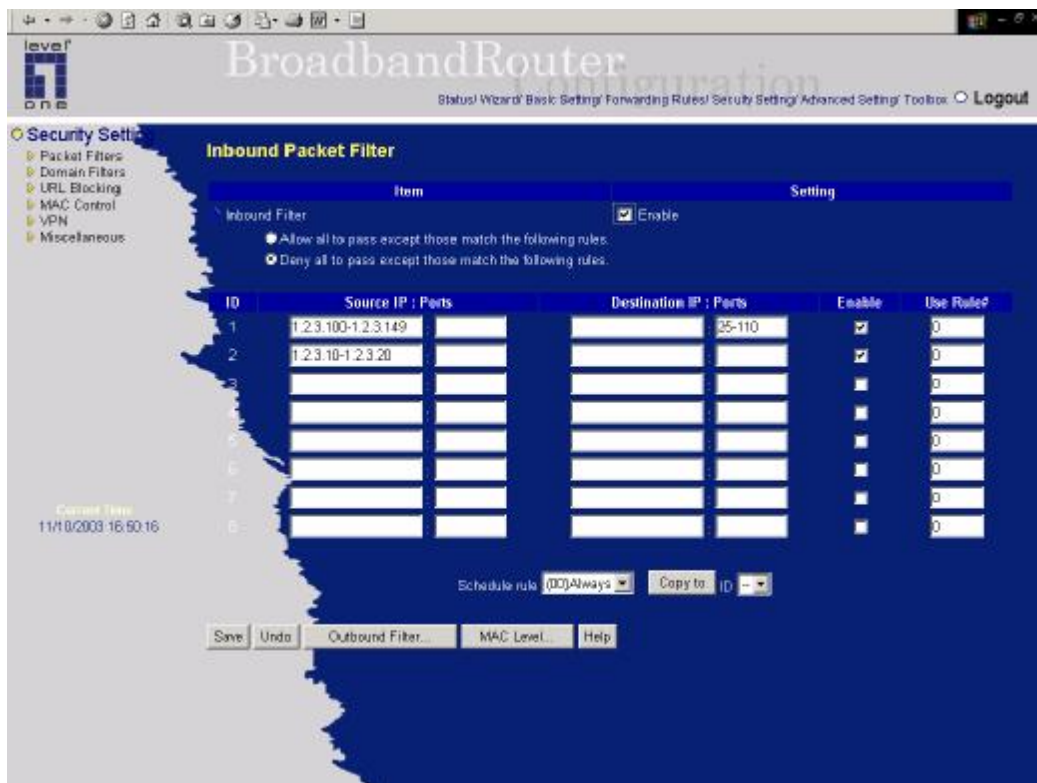 level
one
BroadbandRouter
Configuration
Status/ Wizard/ Basic Setting/ Forwarding Rules/ Security Setting/ Advanced Setting/ Toolbox Logout
Security Setting
Packet Filters
Domain Filters
URL Blocking
MAC Control
VPN
Miscellaneous
Inbound Packet Filter
Item Setting
Inbound Filter Enable
Allow all to pass except those match the following rules.
Deny all to pass except those match the following rules.
ID Source IP : Ports Destination IP : Ports Enable Use Rule#
1 1.2.3.100-1.2.3.149 : : 25-110 0
2 1.2.3.10-1.2.3.20 : : 0
3 : : 0
4 : : 0
5 : : 0
6 : : 0
7 : : 0
8 : : 0
Current Time
11/10/2003 16:50:16
Schedule rule (00)Always Copy to ID --
Save Undo Outbound Filter... MAC Level... Help